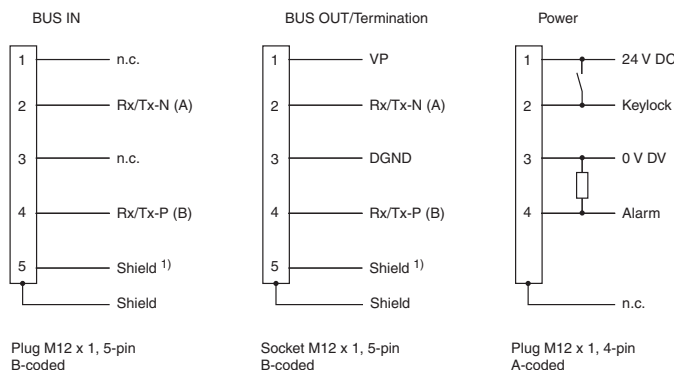 BUS IN
1 n.c.
2 Rx/Tx-N (A)
3 n.c.
4 Rx/Tx-P (B)
5 Shield 1)
Shield
Plug M12 x 1, 5-pin
B-coded
BUS OUT/Termination
1 VP
2 Rx/Tx-N (A)
3 DGND
4 Rx/Tx-P (B)
5 Shield 1)
Shield
Socket M12 x 1, 5-pin
B-coded
Power
1 24 V DC
2 Keylock
3 0 V DV
4 Alarm
n.c.
Plug M12 x 1, 4-pin
A-coded